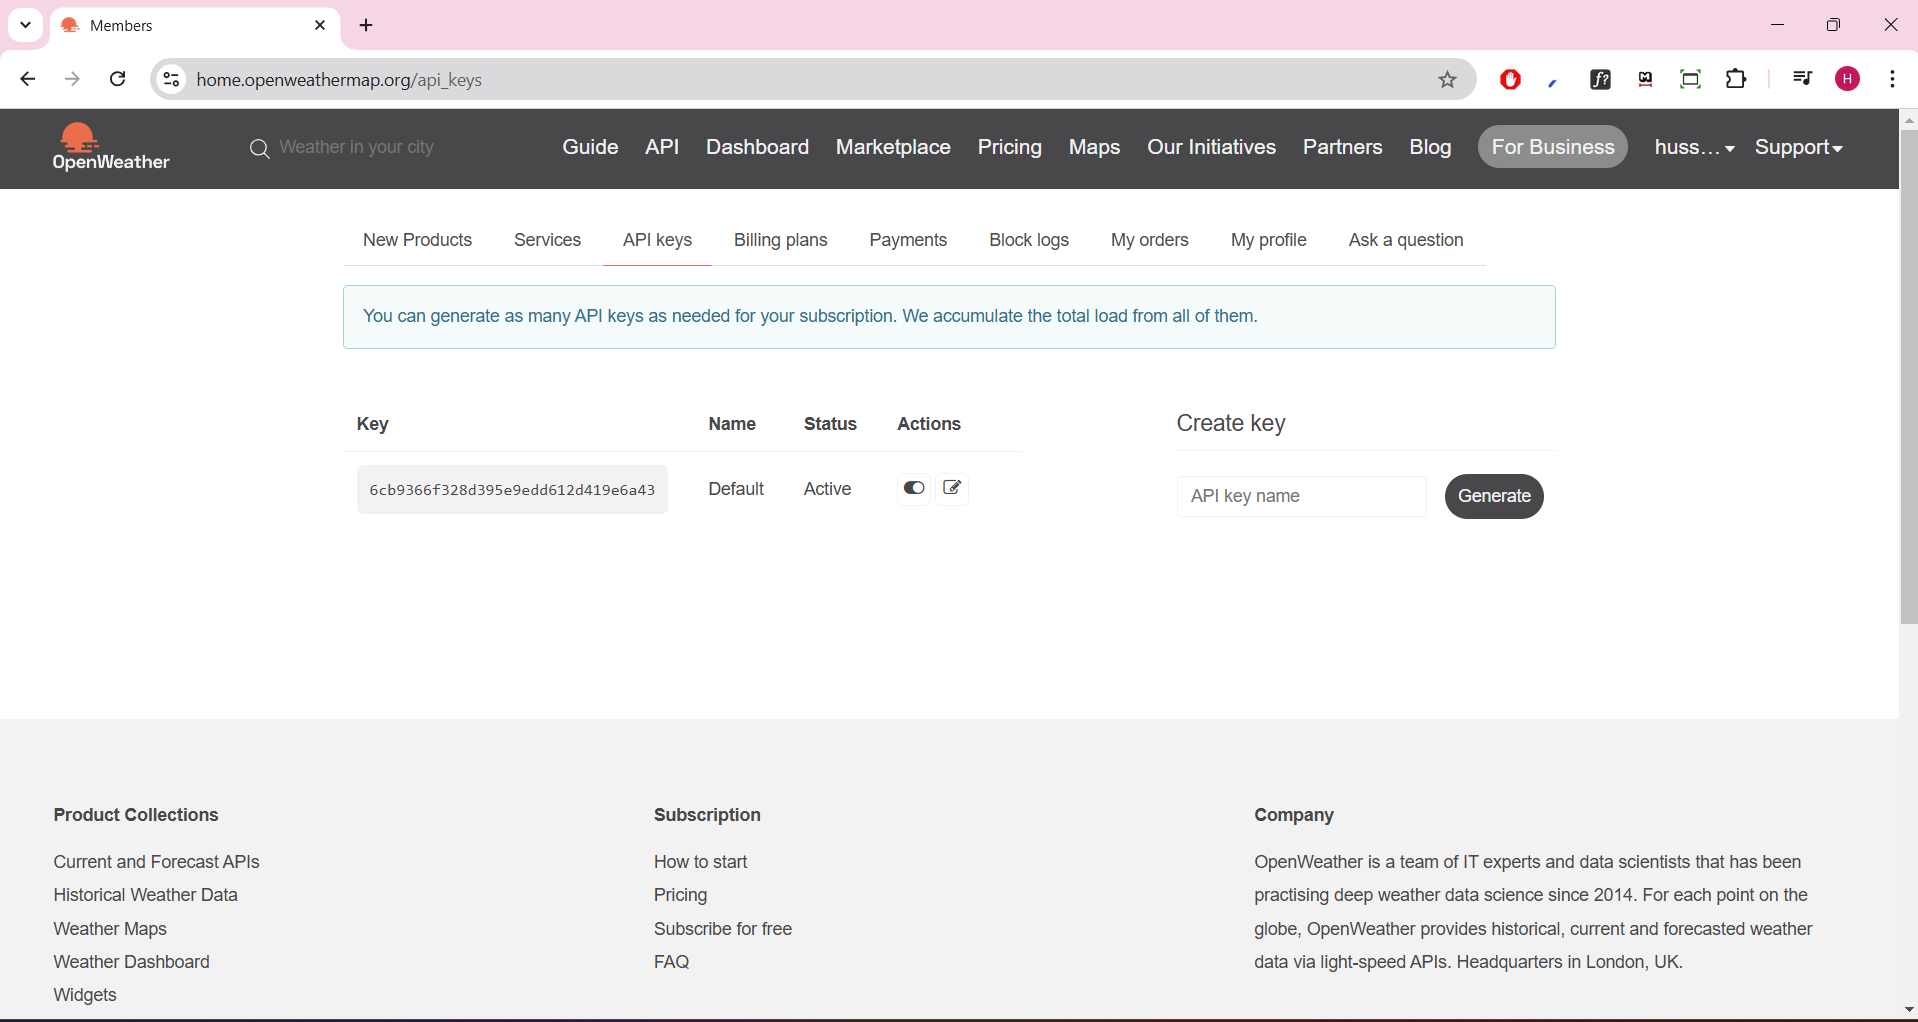 Members
home.openweathermap.org/api_keys
H
OpenWeather
Weather in your city
Guide API Dashboard Marketplace Pricing Maps Our Initiatives Partners Blog For Business huss... Support
New Products Services API keys Billing plans Payments Block logs My orders My profile Ask a question
You can generate as many API keys as needed for your subscription. We accumulate the total load from all of them.
Key Name Status Actions
6cb9366f328d395e9edd612d419e6a43 Default Active
Create key
API key name Generate
Product Collections
Current and Forecast APIs
Historical Weather Data
Weather Maps
Weather Dashboard
Widgets
Subscription
How to start
Pricing
Subscribe for free
FAQ
Company
OpenWeather is a team of IT experts and data scientists that has been
practising deep weather data science since 2014. For each point on the
globe, OpenWeather provides historical, current and forecasted weather
data via light-speed APIs. Headquarters in London, UK.